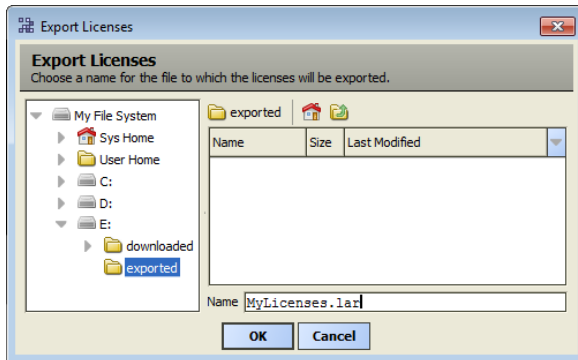 Export Licenses
Export Licenses
Choose a name for the file to which the licenses will be exported.
My File System
Sys Home
User Home
C:
D:
E:
downloaded
exported
exported
Name Size Last Modified
Name MyLicenses.lar
OK Cancel